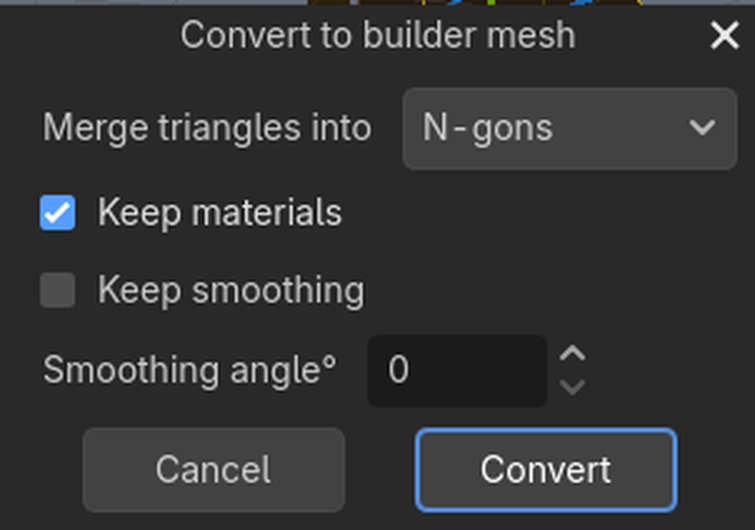 Convert to builder mesh
Merge triangles into N-gons
Keep materials
Keep smoothing
Smoothing angle° 0
Cancel Convert